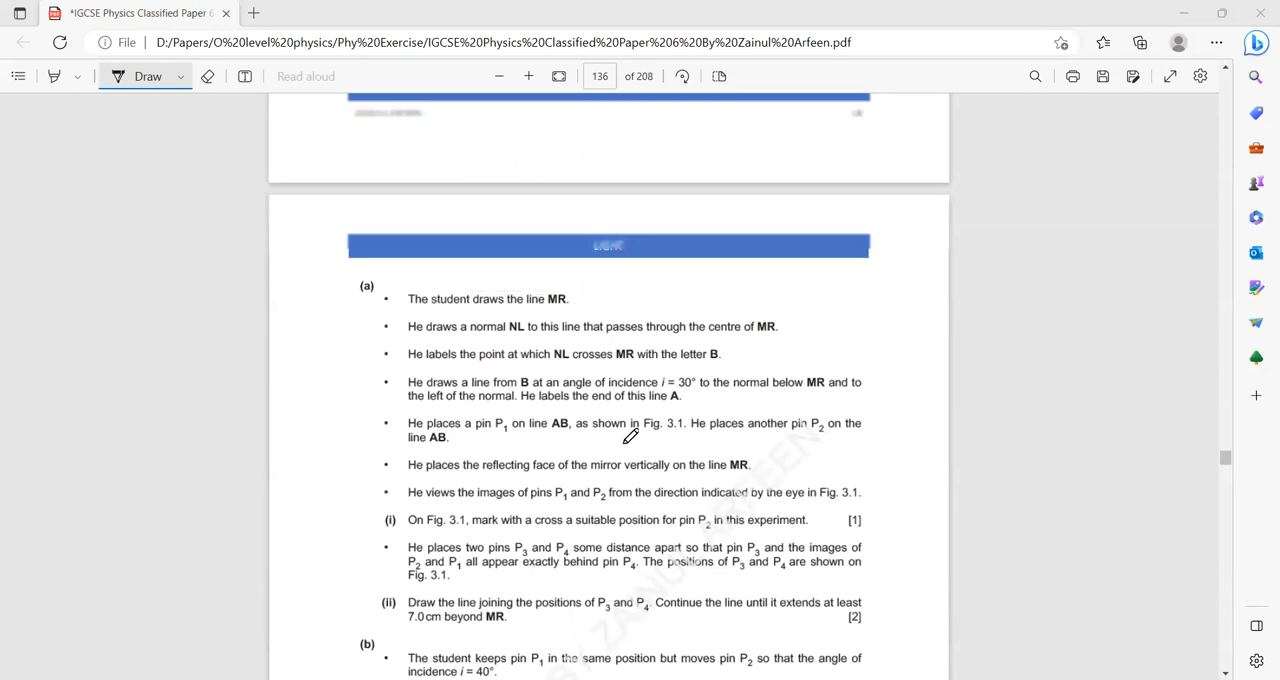 *IGCSE Physics Classified Paper 6
File D:/Papers/O%20level%20physics/Phy%20Exercise/IGCSE%20Physics%20Classified%20Paper%206%20By%20Zainul%20Arfeen.pdf
Draw Read aloud 136 of 208
LIGHT
(a)
• The student draws the line MR.
• He draws a normal NL to this line that passes through the centre of MR.
• He labels the point at which NL crosses MR with the letter B.
• He draws a line from B at an angle of incidence i = 30° to the normal below MR and to
the left of the normal. He labels the end of this line A.
• He places a pin P1 on line AB, as shown in Fig. 3.1. He places another pin P2 on the
line AB.
• He places the reflecting face of the mirror vertically on the line MR.
• He views the images of pins P1 and P2 from the direction indicated by the eye in Fig. 3.1.
(i) On Fig. 3.1, mark with a cross a suitable position for pin P2 in this experiment. [1]
• He places two pins P3 and P4 some distance apart so that pin P3 and the images of
P2 and P1 all appear exactly behind pin P4. The positions of P3 and P4 are shown on
Fig. 3.1.
(ii) Draw the line joining the positions of P3 and P4. Continue the line until it extends at least
7.0 cm beyond MR. [2]
(b)
• The student keeps pin P1 in the same position but moves pin P2 so that the angle of
incidence i = 40°.
BY ZAINUL ARFEEN